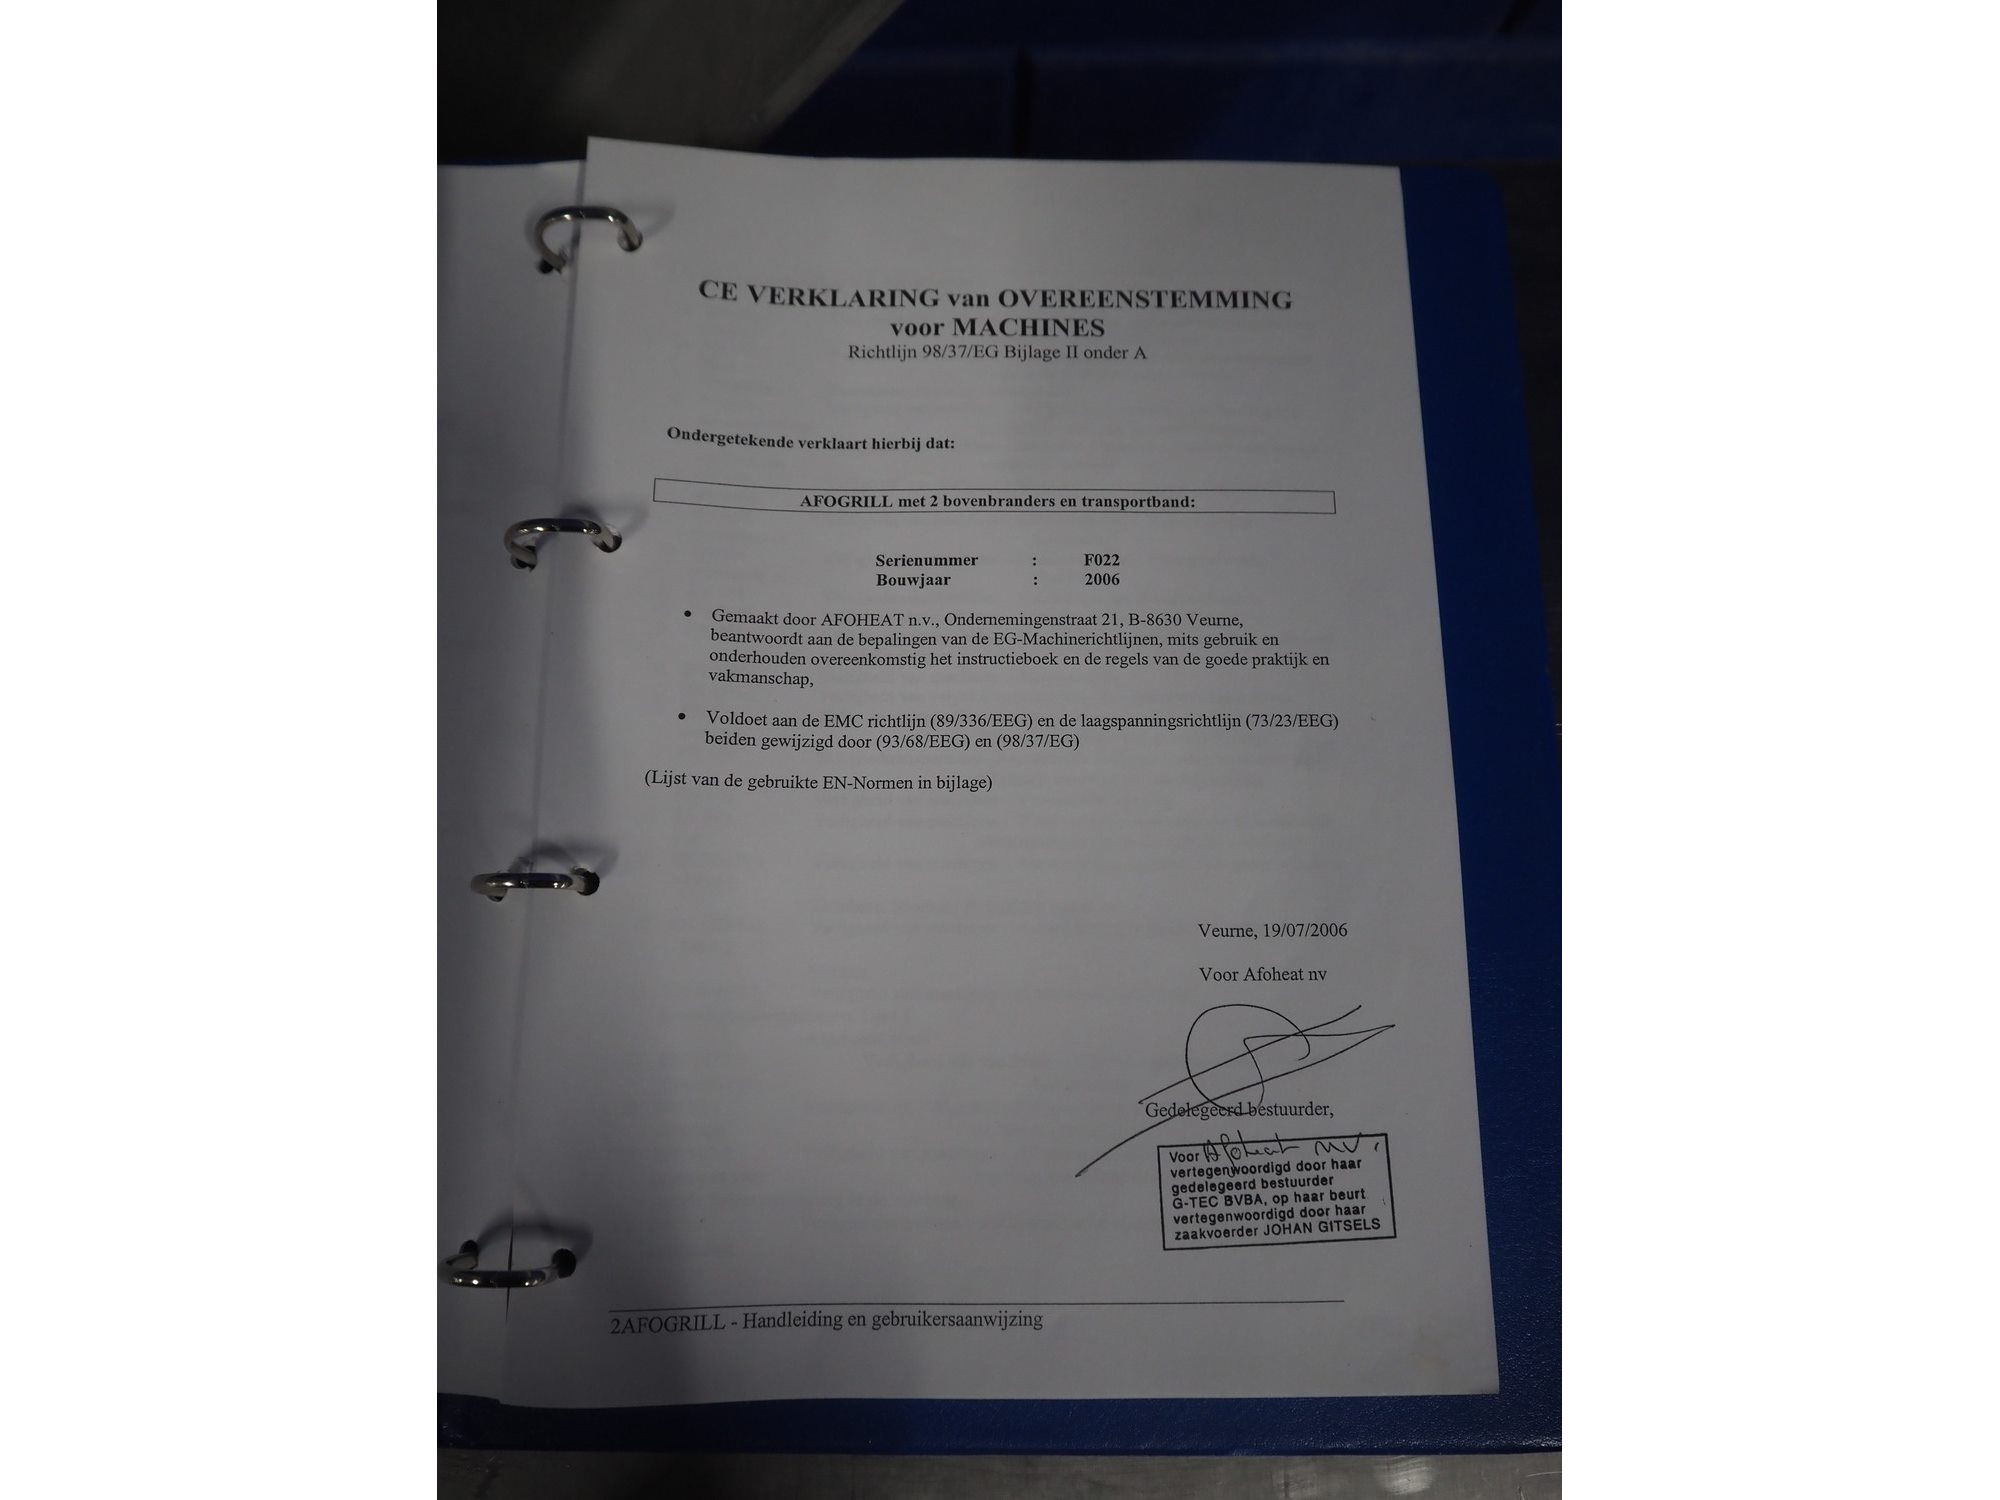 CE VERKLARING van OVEREENSTEMMING
voor MACHINES
Richtlijn 98/37/EG Bijlage II onder A
Ondergetekende verklaart hierbij dat:
AFOGRILL met 2 bovenbranders en transportband:
Serienummer : F022
Bouwjaar : 2006
• Gemaakt door AFOHEAT n.v., Ondernemingenstraat 21, B-8630 Veurne,
beantwoordt aan de bepalingen van de EG-Machinerichtlijnen, mits gebruik en
onderhouden overeenkomstig het instructieboek en de regels van de goede praktijk en
vakmanschap,
• Voldoet aan de EMC richtlijn (89/336/EEG) en de laagspanningsrichtlijn (73/23/EEG)
beiden gewijzigd door (93/68/EEG) en (98/37/EG)
(Lijst van de gebruikte EN-Normen in bijlage)
Veurne, 19/07/2006
Voor Afoheat nv
Gedelegeerd bestuurder,
Voor Afoheat NV,
vertegenwoordigd door haar
gedelegeerd bestuurder
G-TEC BVBA, op haar beurt
vertegenwoordigd door haar
zaakvoerder JOHAN GITSELS
2AFOGRILL - Handleiding en gebruikersaanwijzing